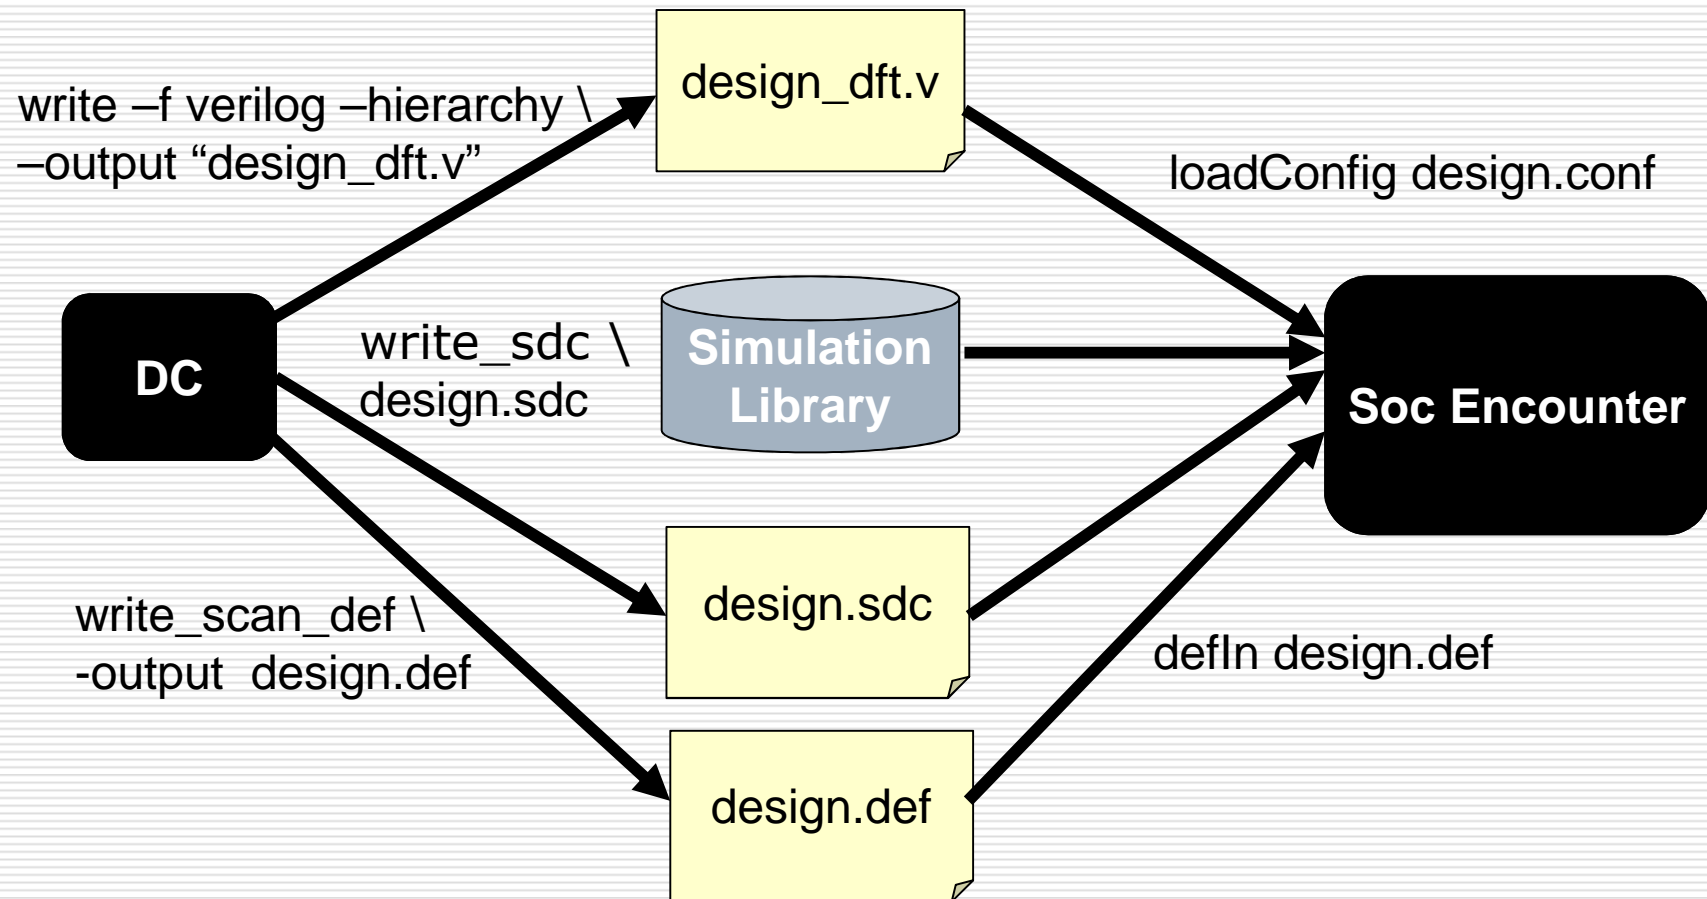 design_dft.v
write –f verilog –hierarchy \
–output “design_dft.v”
loadConfig design.conf
DC
write_sdc \
design.sdc
Simulation
Library
Soc Encounter
design.sdc
write_scan_def \
-output  design.def
defIn design.def
design.def